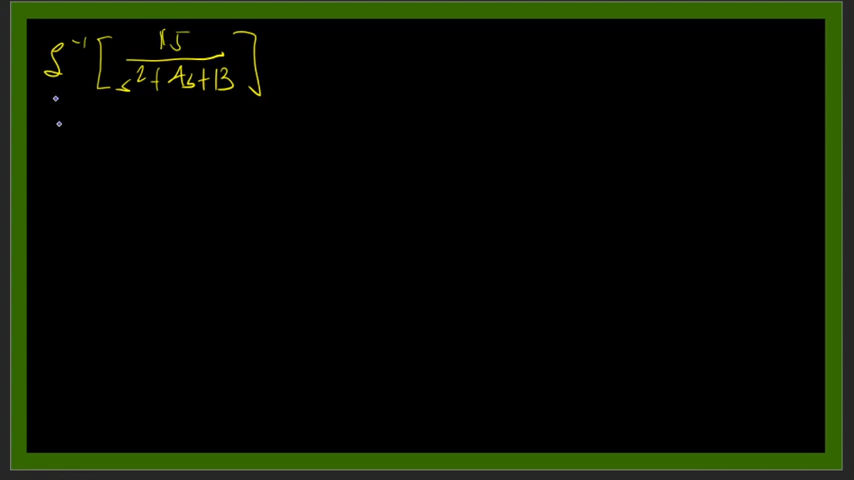 ℒ⁻¹ [ 15 / (s² + 4s + 13) ]